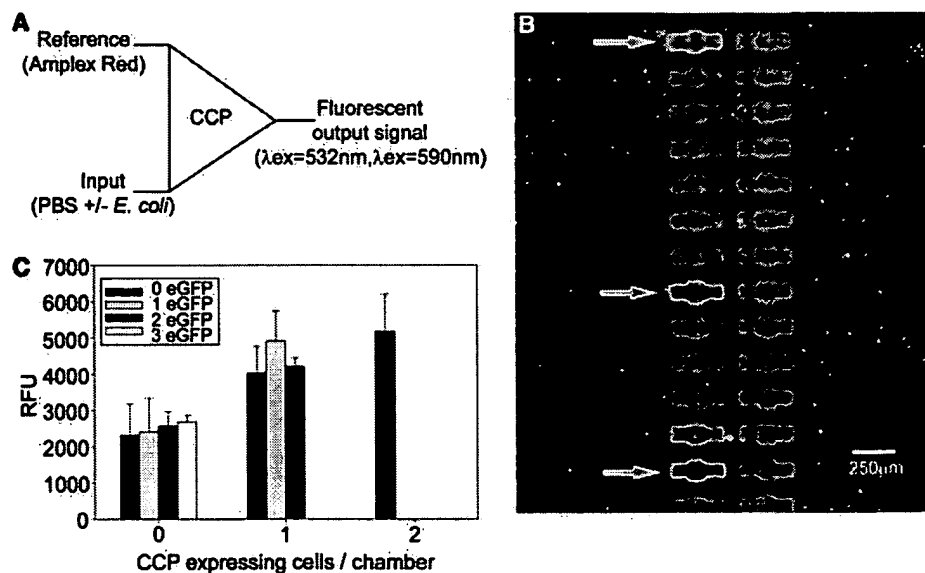 A
Reference
(Amplex Red)
CCP
Fluorescent
output signal
(λex=532nm,λex=590nm)
Input
(PBS +/- E. coli)
B
250μm
C
7000
6000
5000
4000
3000
2000
1000
0
RFU
0 eGFP
1 eGFP
2 eGFP
3 eGFP
0
1
2
CCP expressing cells / chamber